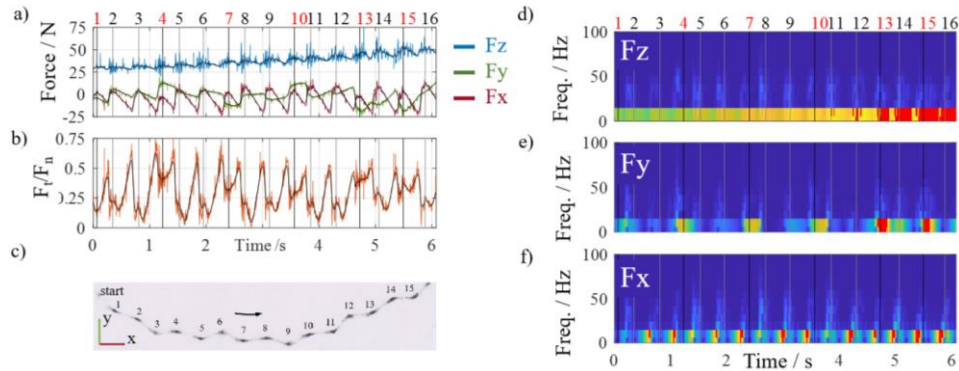 a)
1 2 3 4 5 6 7 8 9 10 11 12 13 14 15 16
Force / N
75
50
25
0
-25
Fz
Fy
Fx
b)
Ft/Fn
0.75
0.5
0
0 1 2 Time /s 4 5 6
c)
start
1 2 3 4 5 6 7 8 9 10 11 12 13 14 15
y
x
d)
1 2 3 4 5 6 7 8 9 10 11 12 13 14 15 16
Freq. / Hz
100
50
0
Fz
e)
Freq. / Hz
100
50
0
Fy
f)
Freq. / Hz
100
50
0
Fx
0 1 2 Time / s 4 5 6